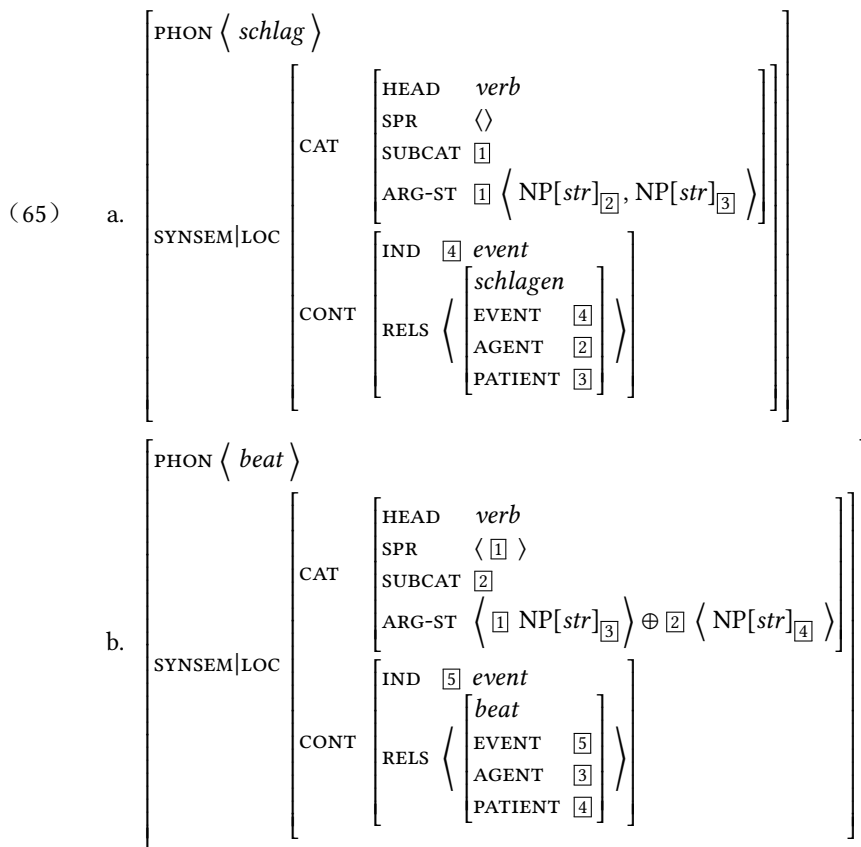 (65) a.
PHON ⟨ schlag ⟩
SYNSEM|LOC
CAT
HEAD verb
SPR ⟨⟩
SUBCAT [1]
ARG-ST [1] ⟨ NP[str][2], NP[str][3] ⟩
CONT
IND [4] event
RELS ⟨
schlagen
EVENT [4]
AGENT [2]
PATIENT [3]
⟩
b.
PHON ⟨ beat ⟩
SYNSEM|LOC
CAT
HEAD verb
SPR ⟨ [1] ⟩
SUBCAT [2]
ARG-ST ⟨ [1] NP[str][3] ⟩ ⊕ [2] ⟨ NP[str][4] ⟩
CONT
IND [5] event
RELS ⟨
beat
EVENT [5]
AGENT [3]
PATIENT [4]
⟩